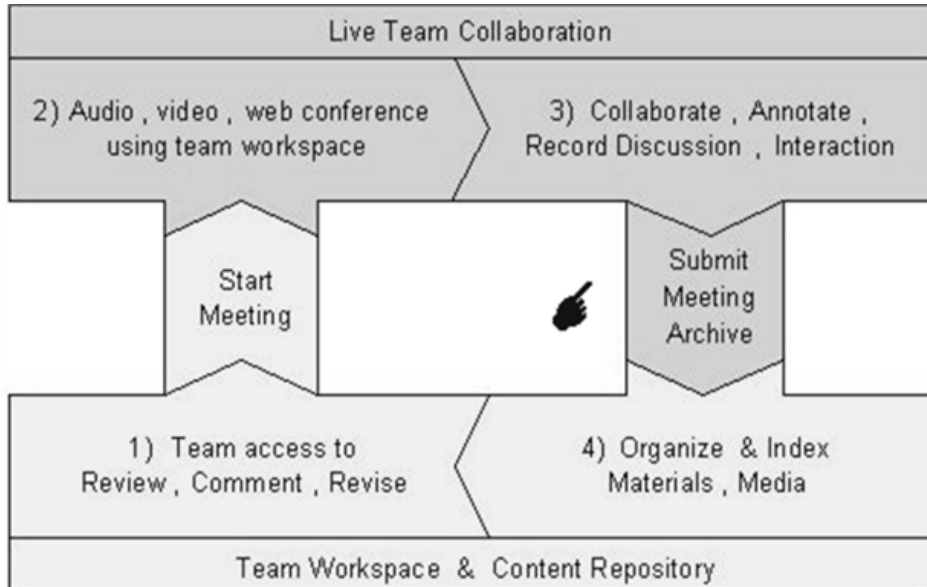 Live Team Collaboration
2) Audio , video , web conference
using team workspace
3) Collaborate , Annotate ,
Record Discussion , Interaction
Start
Meeting
Submit
Meeting
Archive
1) Team access to
Review , Comment , Revise
4) Organize & Index
Materials , Media
Team Workspace & Content Repository